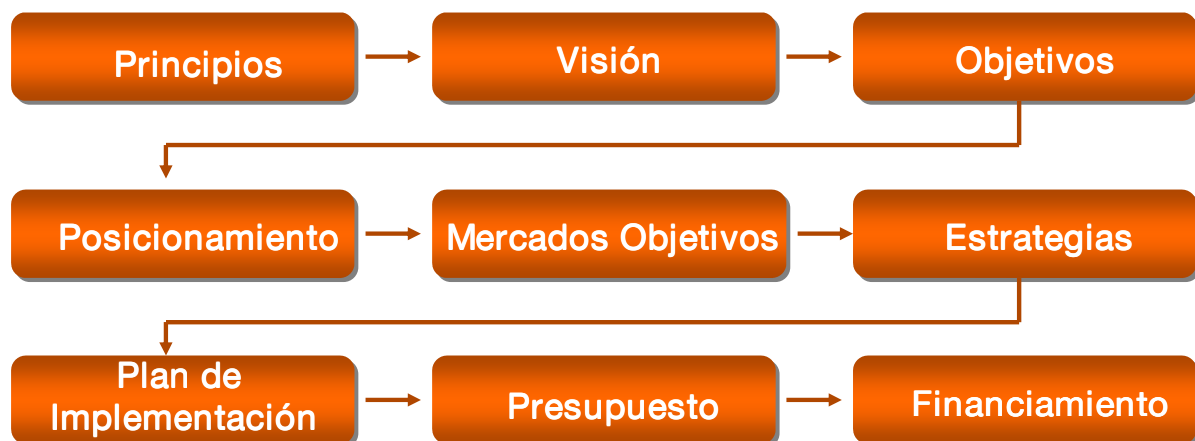 Principios
Visión
Objetivos
Posicionamiento
Mercados Objetivos
Estrategias
Plan de
Implementación
Presupuesto
Financiamiento